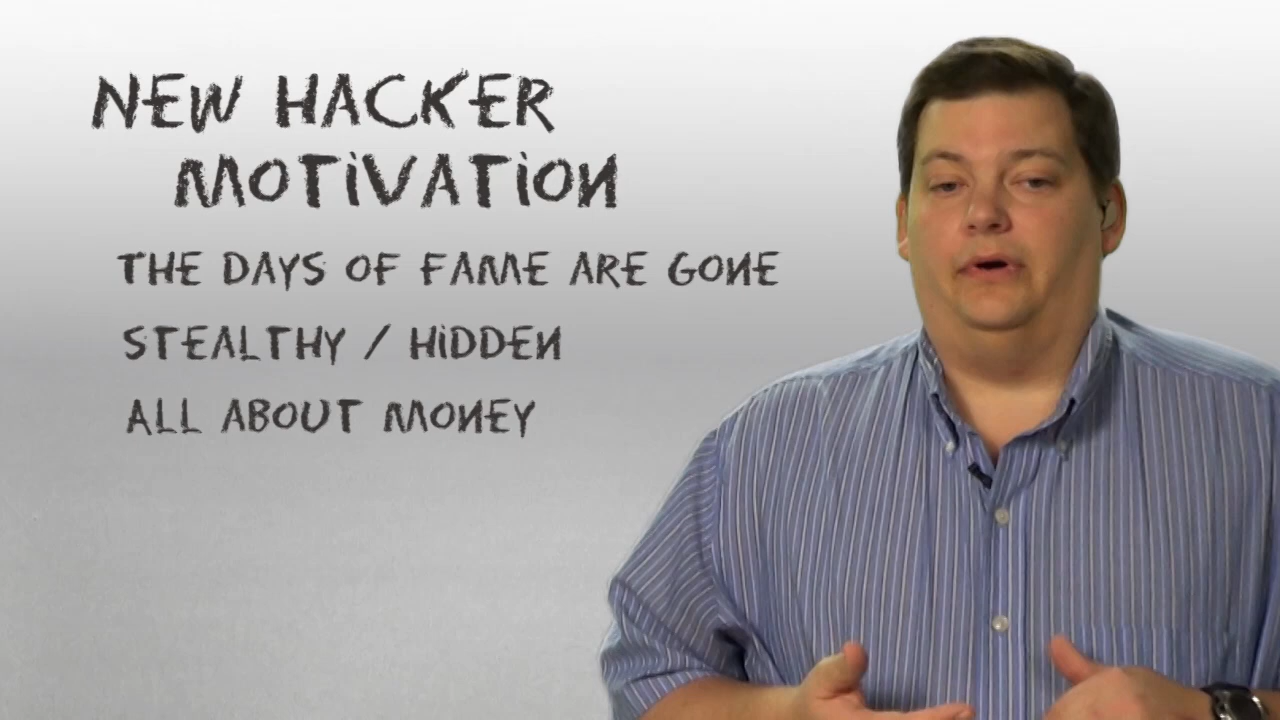 NEW HACKER
MOTiVATiON
THE DAYS OF FAME ARE GONE
STEALTHY / HiDDEN
ALL ABOUT MONEY